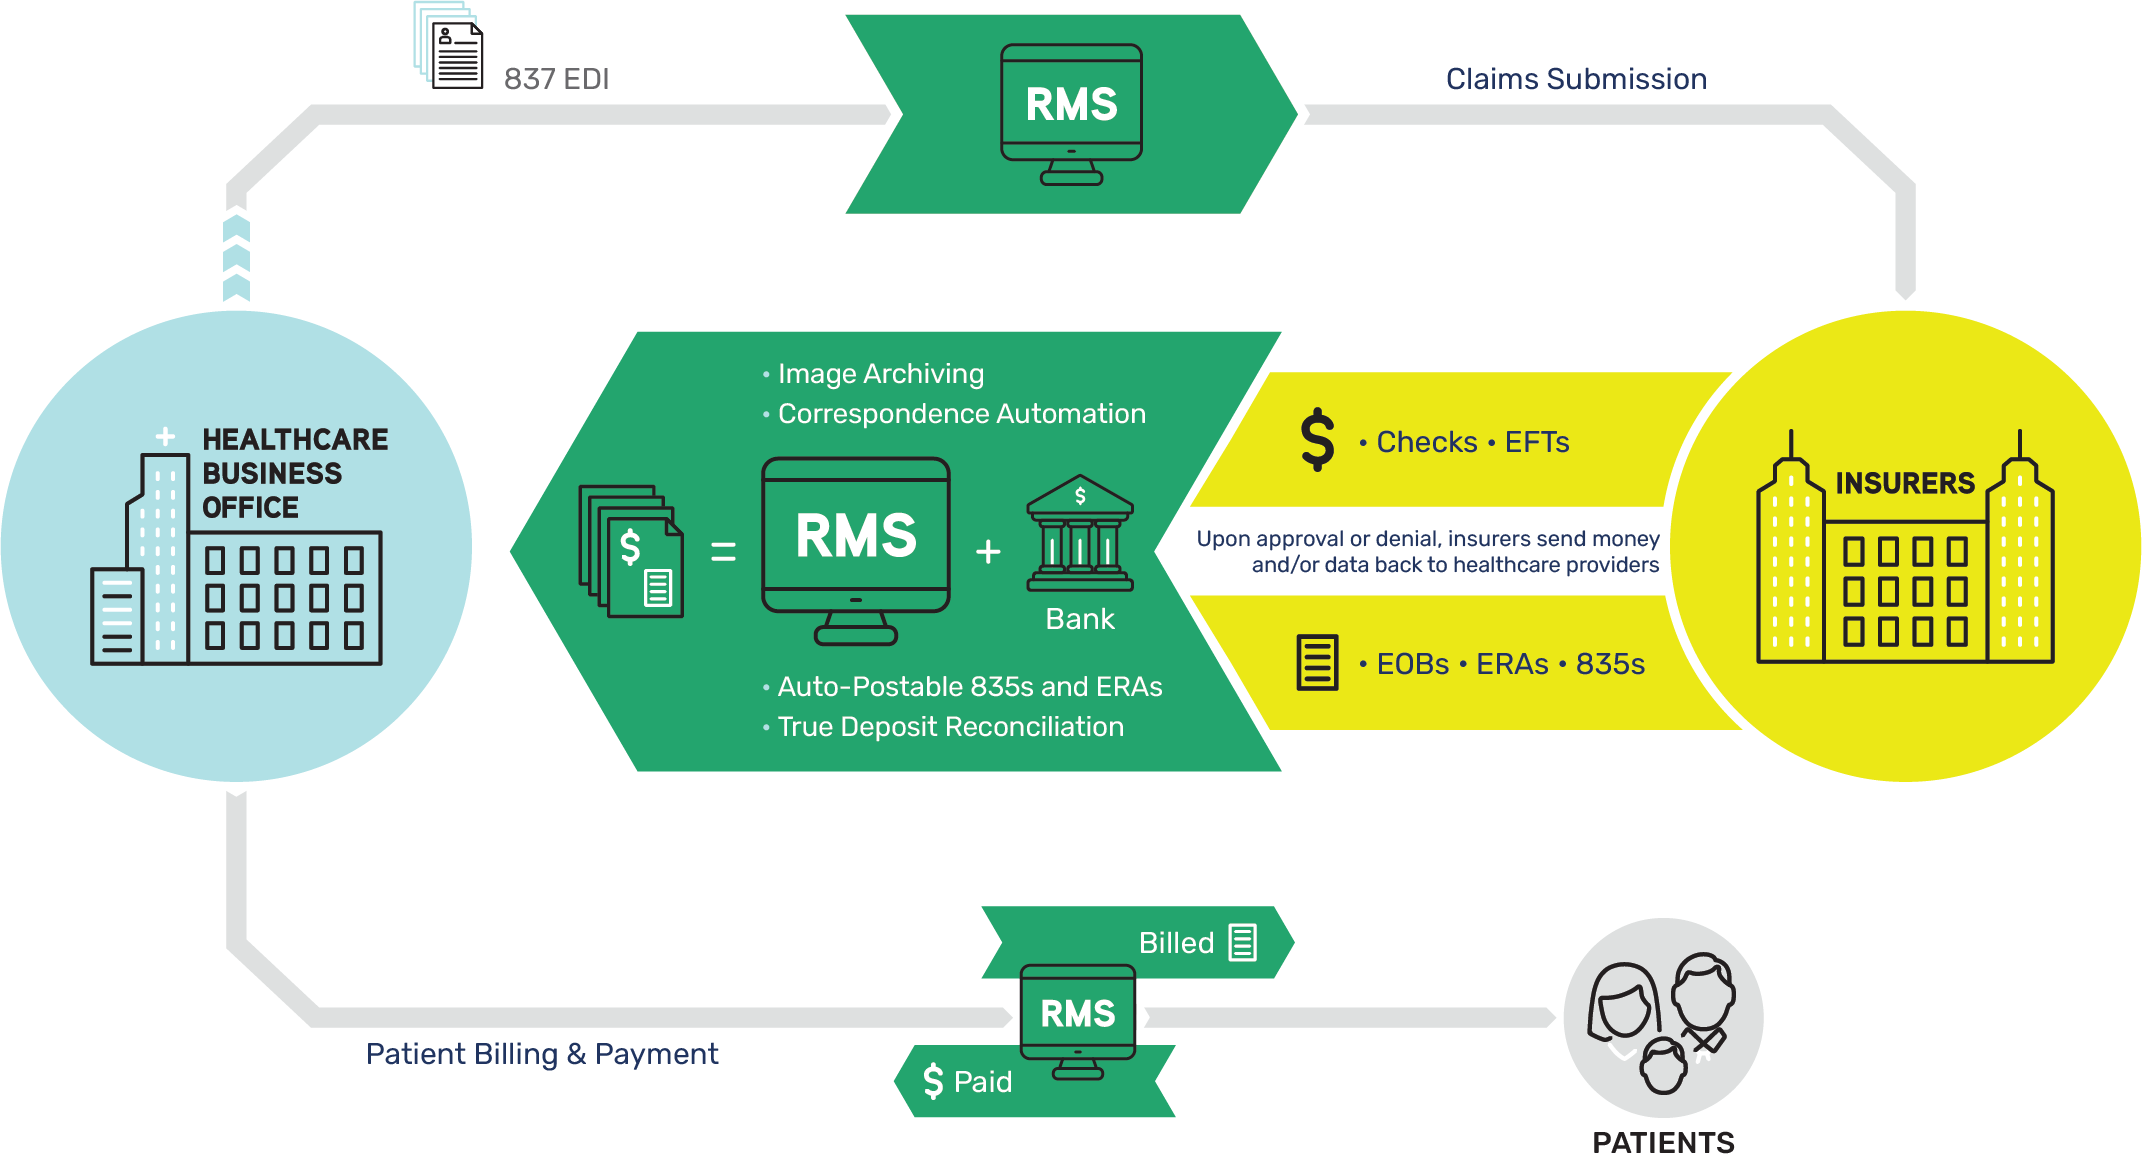 837 EDI
RMS
Claims Submission
HEALTHCARE
BUSINESS
OFFICE
• Image Archiving
• Correspondence Automation
$
=
RMS
+
$
Bank
• Auto-Postable 835s and ERAs
• True Deposit Reconciliation
$ • Checks • EFTs
Upon approval or denial, insurers send money
and/or data back to healthcare providers
• EOBs • ERAs • 835s
INSURERS
Billed
RMS
$ Paid
Patient Billing & Payment
PATIENTS